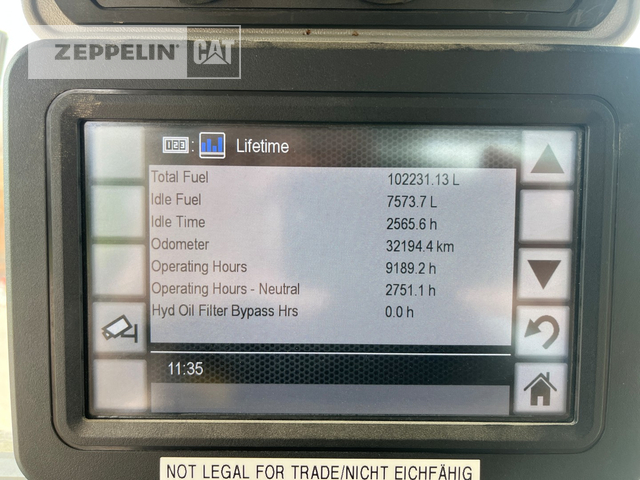 ZEPPELIN CAT
123 : Lifetime
Total Fuel 102231.13 L
Idle Fuel 7573.7 L
Idle Time 2565.6 h
Odometer 32194.4 km
Operating Hours 9189.2 h
Operating Hours - Neutral 2751.1 h
Hyd Oil Filter Bypass Hrs 0.0 h
11:35
NOT LEGAL FOR TRADE/NICHT EICHFÄHIG